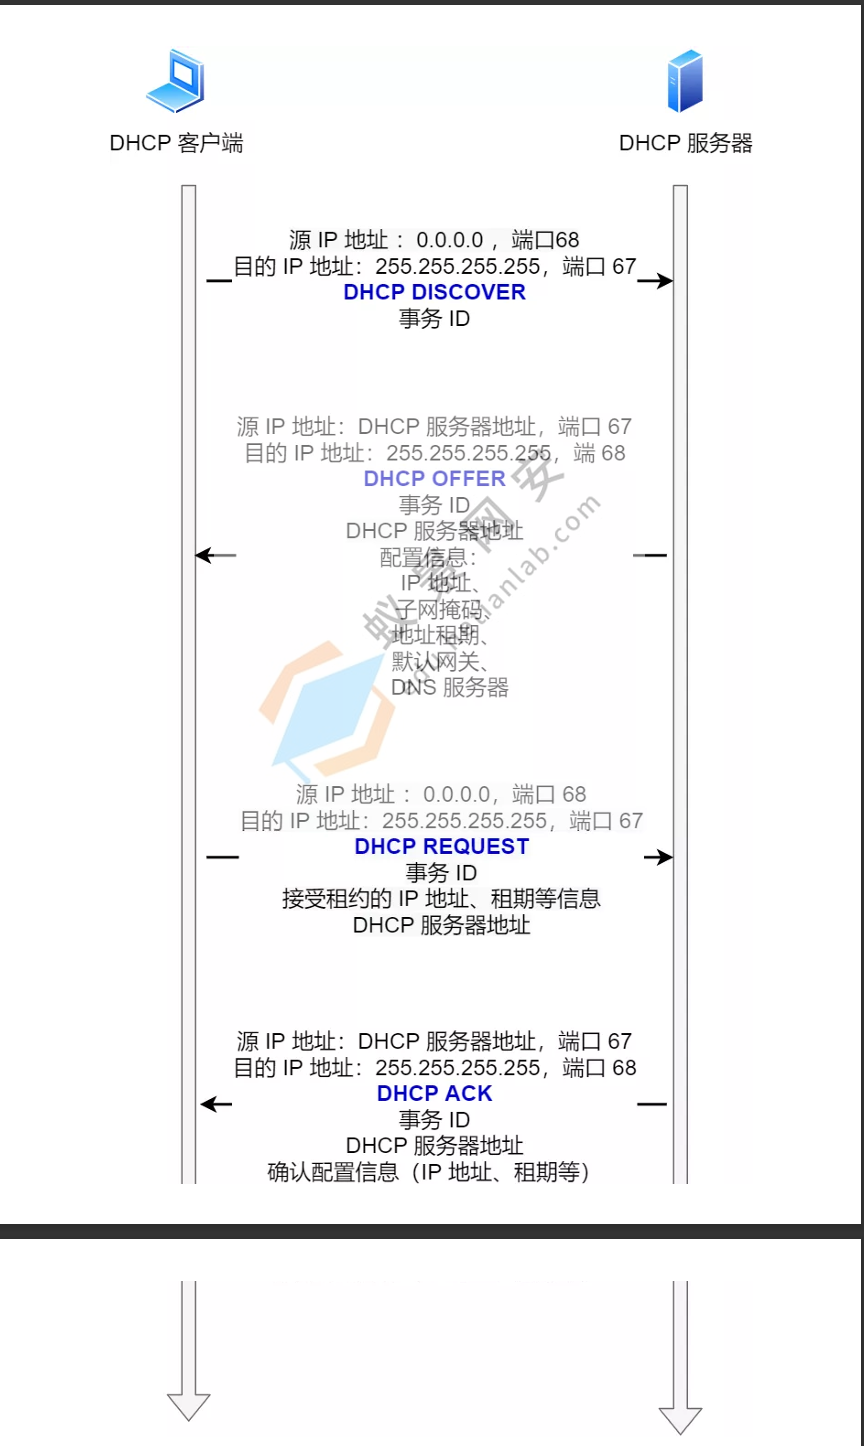 DHCP 客户端
DHCP 服务器
源 IP 地址 ：0.0.0.0 ，端口68
目的 IP 地址：255.255.255.255，端口 67
DHCP DISCOVER
事务 ID
源 IP 地址：DHCP 服务器地址，端口 67
目的 IP 地址：255.255.255.255，端 68
DHCP OFFER
事务 ID
DHCP 服务器地址
配置信息：
IP 地址、
子网掩码、
地址租期、
默认网关、
DNS 服务器
蚁景网安
源 IP 地址 ：0.0.0.0，端口 68
目的 IP 地址：255.255.255.255，端口 67
DHCP REQUEST
事务 ID
接受租约的 IP 地址、租期等信息
DHCP 服务器地址
源 IP 地址：DHCP 服务器地址，端口 67
目的 IP 地址：255.255.255.255，端口 68
DHCP ACK
事务 ID
DHCP 服务器地址
确认配置信息（IP 地址、租期等）